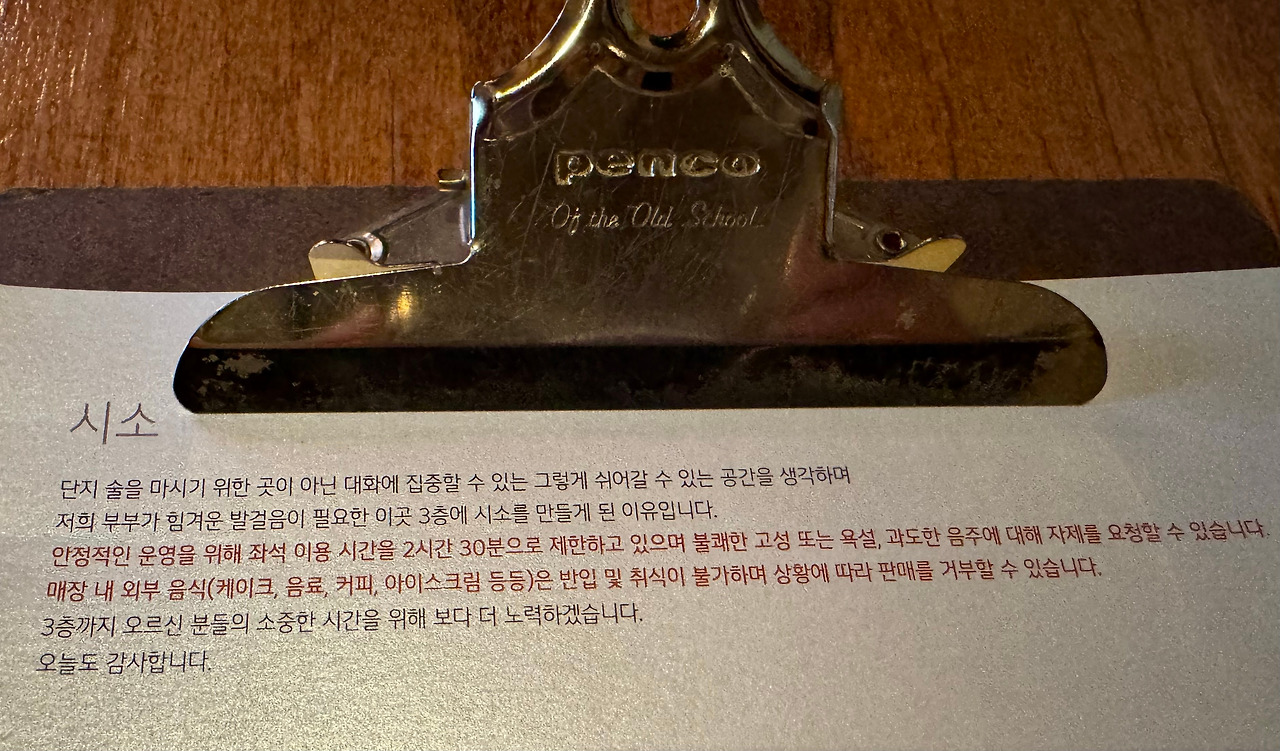 penco
Of the Old School
시소
단지 술을 마시기 위한 곳이 아닌 대화에 집중할 수 있는 그렇게 쉬어갈 수 있는 공간을 생각하며
저희 부부가 힘겨운 발걸음이 필요한 이곳 3층에 시소를 만들게 된 이유입니다.
안정적인 운영을 위해 좌석 이용 시간을 2시간 30분으로 제한하고 있으며 불쾌한 고성 또는 욕설, 과도한 음주에 대해 자제를 요청할 수 있습니다.
매장 내 외부 음식(케이크, 음료, 커피, 아이스크림 등등)은 반입 및 취식이 불가하며 상황에 따라 판매를 거부할 수 있습니다.
3층까지 오르신 분들의 소중한 시간을 위해 보다 더 노력하겠습니다.
오늘도 감사합니다.